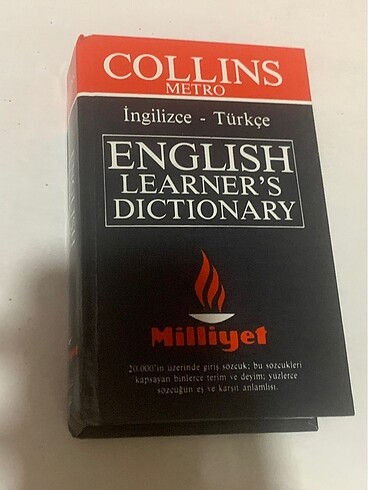 COLLINS
METRO
İngilizce - Türkçe
ENGLISH
LEARNER'S
DICTIONARY
Milliyet
20.000'in üzerinde giriş sözcük; bu sözcükleri
kapsayan binlerce terim ve deyim; yüzlerce
sözcüğün eş ve karşıt anlamlısı.